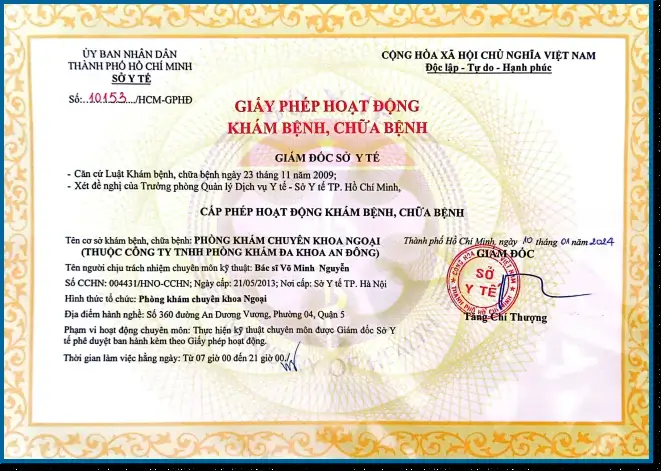 ỦY BAN NHÂN DÂN
THÀNH PHỐ HỒ CHÍ MINH
SỞ Y TẾ
Số:..10153.../HCM-GPHĐ
CỘNG HÒA XÃ HỘI CHỦ NGHĨA VIỆT NAM
Độc lập - Tự do - Hạnh phúc
GIẤY PHÉP HOẠT ĐỘNG
KHÁM BỆNH, CHỮA BỆNH
GIÁM ĐỐC SỞ Y TẾ
- Căn cứ Luật Khám bệnh, chữa bệnh ngày 23 tháng 11 năm 2009;
- Xét đề nghị của Trưởng phòng Quản lý Dịch vụ Y tế - Sở Y tế TP. Hồ Chí Minh,
CẤP PHÉP HOẠT ĐỘNG KHÁM BỆNH, CHỮA BỆNH
Tên cơ sở khám bệnh, chữa bệnh: PHÒNG KHÁM CHUYÊN KHOA NGOẠI
(THUỘC CÔNG TY TNHH PHÒNG KHÁM ĐA KHOA AN ĐÔNG)
Tên người chịu trách nhiệm chuyên môn kỹ thuật: Bác sĩ Võ Minh Nguyễn
Số CCHN: 004431/HNO-CCHN; Ngày cấp: 21/05/2013; Nơi cấp: Sở Y tế TP. Hà Nội
Hình thức tổ chức: Phòng khám chuyên khoa Ngoại
Địa điểm hành nghề: Số 360 đường An Dương Vương, Phường 04, Quận 5
Phạm vi hoạt động chuyên môn: Thực hiện kỹ thuật chuyên môn được Giám đốc Sở Y
tế phê duyệt ban hành kèm theo Giấy phép hoạt động.
Thời gian làm việc hằng ngày: Từ 07 giờ 00 đến 21 giờ 00./.
Thành phố Hồ Chí Minh, ngày 10 tháng 01 năm 2024
GIÁM ĐỐC
SỞ
Y TẾ
Tăng Chí Thượng